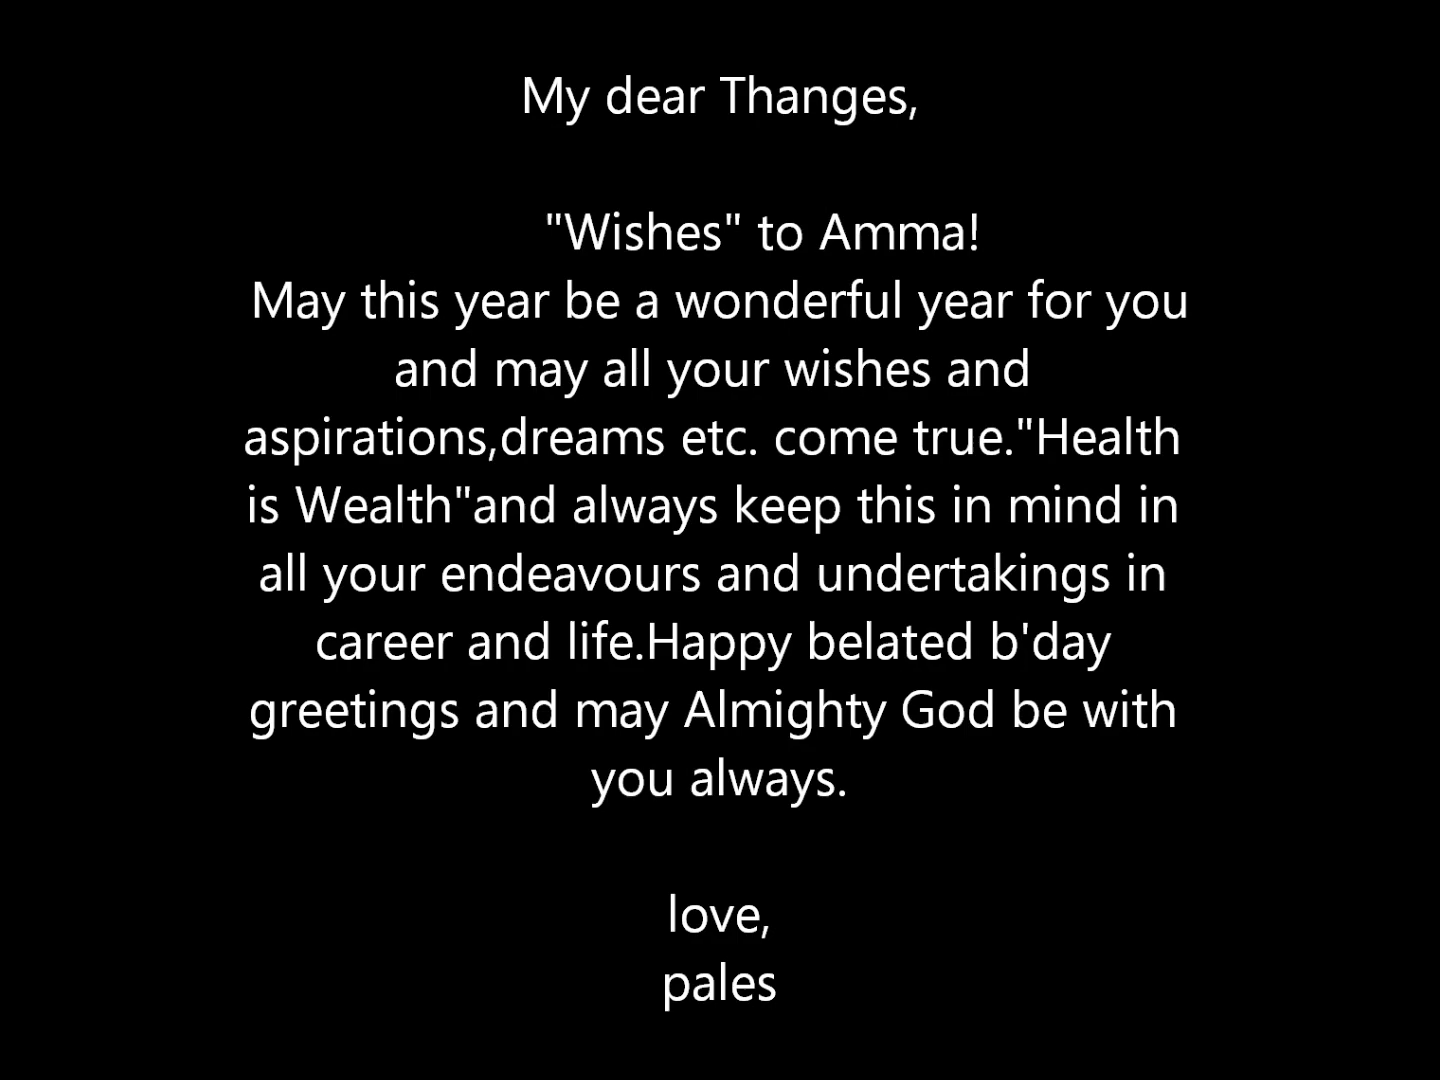 My dear Thanges,
"Wishes" to Amma!
May this year be a wonderful year for you
and may all your wishes and
aspirations,dreams etc. come true."Health
is Wealth"and always keep this in mind in
all your endeavours and undertakings in
career and life.Happy belated b'day
greetings and may Almighty God be with
you always.
love,
pales